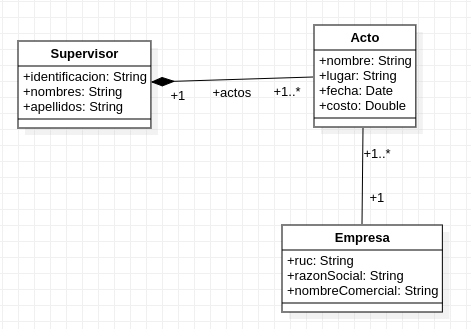 Supervisor
+identificacion: String
+nombres: String
+apellidos: String
+1
+actos
+1..*
Acto
+nombre: String
+lugar: String
+fecha: Date
+costo: Double
+1..*
+1
Empresa
+ruc: String
+razonSocial: String
+nombreComercial: String